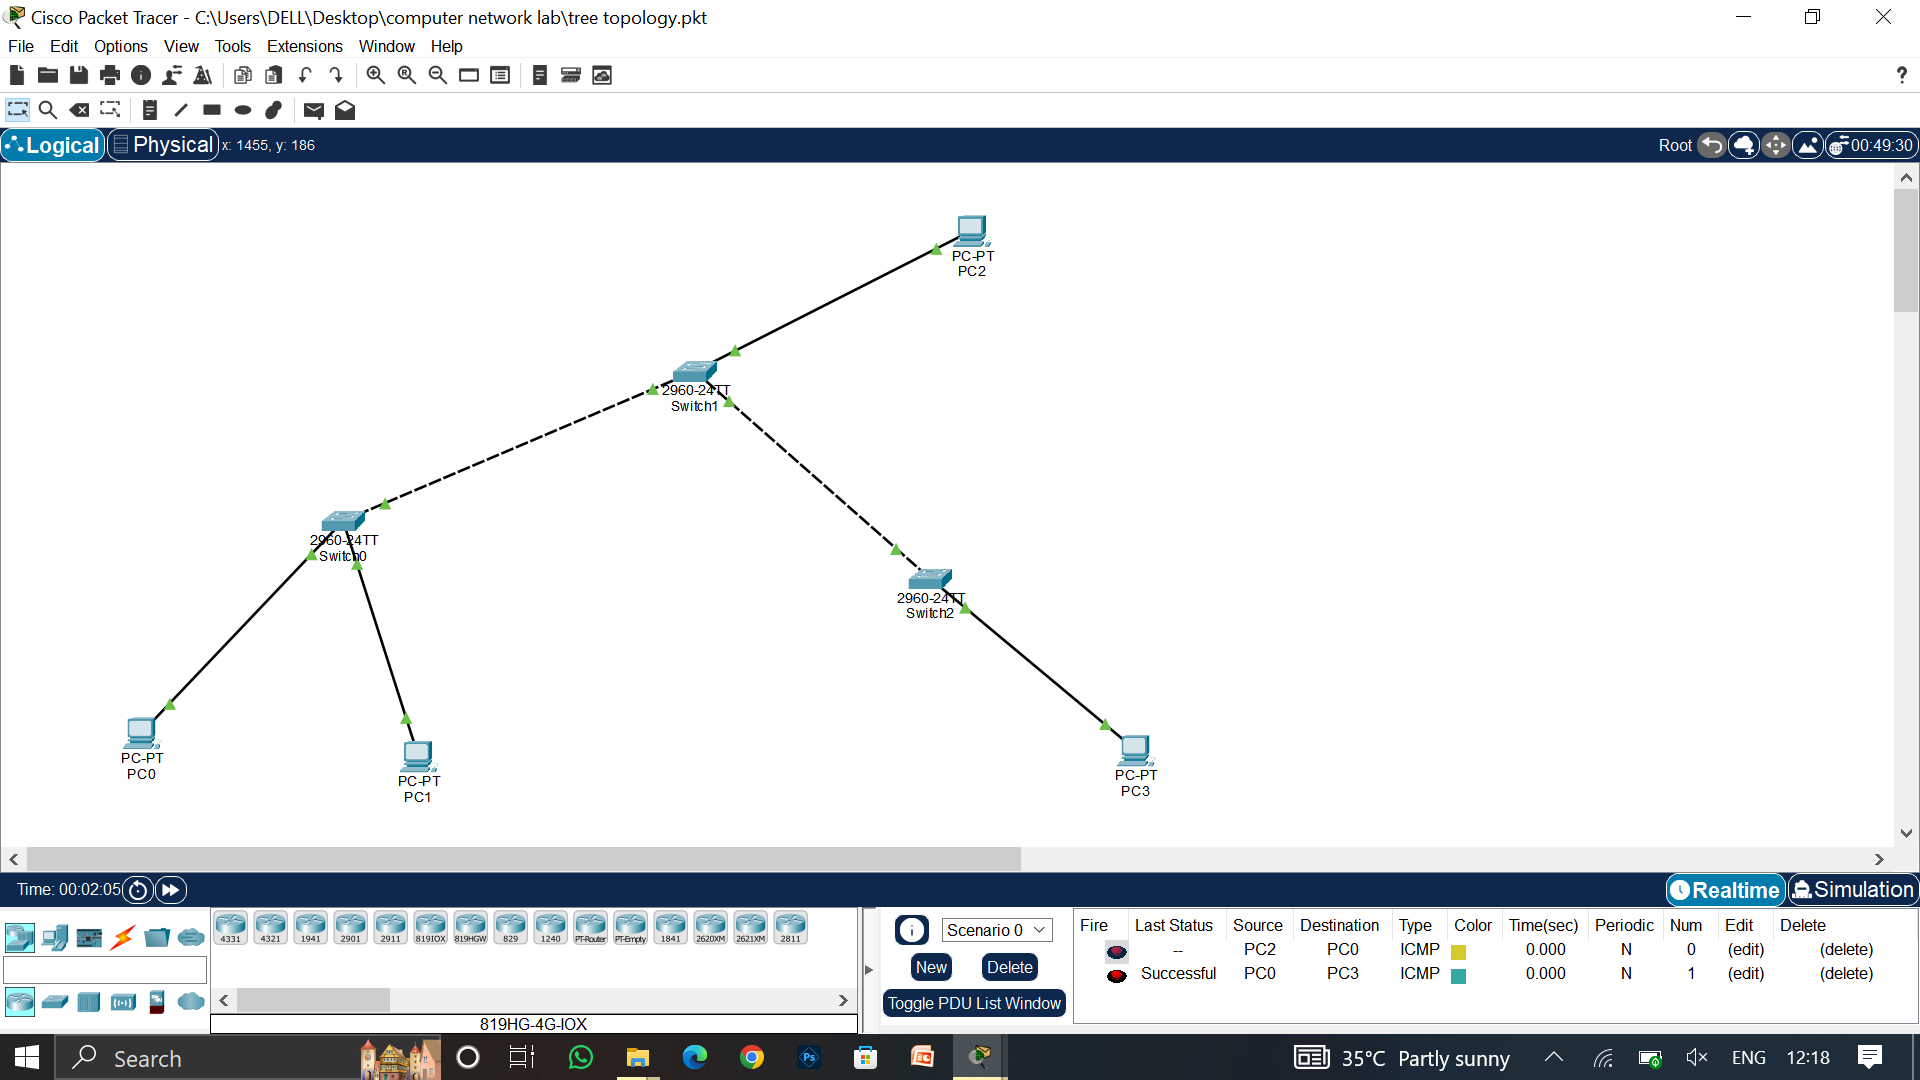 Cisco Packet Tracer - C:\Users\DELL\Desktop\computer network lab\tree topology.pkt
File Edit Options View Tools Extensions Window Help
?
Logical Physical x: 1455, y: 186 Root 00:49:30
PC-PT
PC2
2960-24TT
Switch1
2960-24TT
Switch0
2960-24TT
Switch2
PC-PT
PC0
PC-PT
PC1
PC-PT
PC3
Time: 00:02:05 Realtime Simulation
4331 4321 1941 2901 2911 819IOX 819HGW 829 1240 PT-Router PT-Empty 1841 2620XM 2621XM 2811
819HG-4G-IOX
Scenario 0
New Delete
Toggle PDU List Window
Fire Last Status Source Destination Type Color Time(sec) Periodic Num Edit Delete
-- PC2 PC0 ICMP 0.000 N 0 (edit) (delete)
Successful PC0 PC3 ICMP 0.000 N 1 (edit) (delete)
Search Ps 35°C Partly sunny ENG 12:18